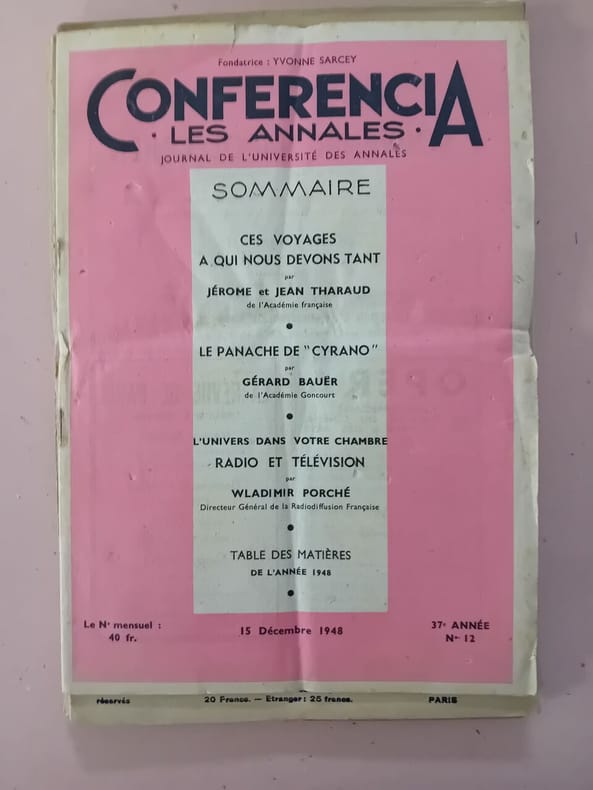 Fondatrice : YVONNE SARCEY
CONFERENCIA
· LES ANNALES ·
JOURNAL DE L'UNIVERSITÉ DES ANNALES
SOMMAIRE
CES VOYAGES
A QUI NOUS DEVONS TANT
par
JÉROME et JEAN THARAUD
de l'Académie française
●
LE PANACHE DE "CYRANO"
par
GÉRARD BAUËR
de l'Académie Goncourt
●
L'UNIVERS DANS VOTRE CHAMBRE
RADIO ET TÉLÉVISION
par
WLADIMIR PORCHÉ
Directeur Général de la Radiodiffusion Française
●
TABLE DES MATIÈRES
DE L'ANNÉE 1948
●
Le N° mensuel :
40 fr.
15 Décembre 1948
37e ANNÉE
N° 12
réservés
20 Francs. — Etranger : 25 francs.
PARIS